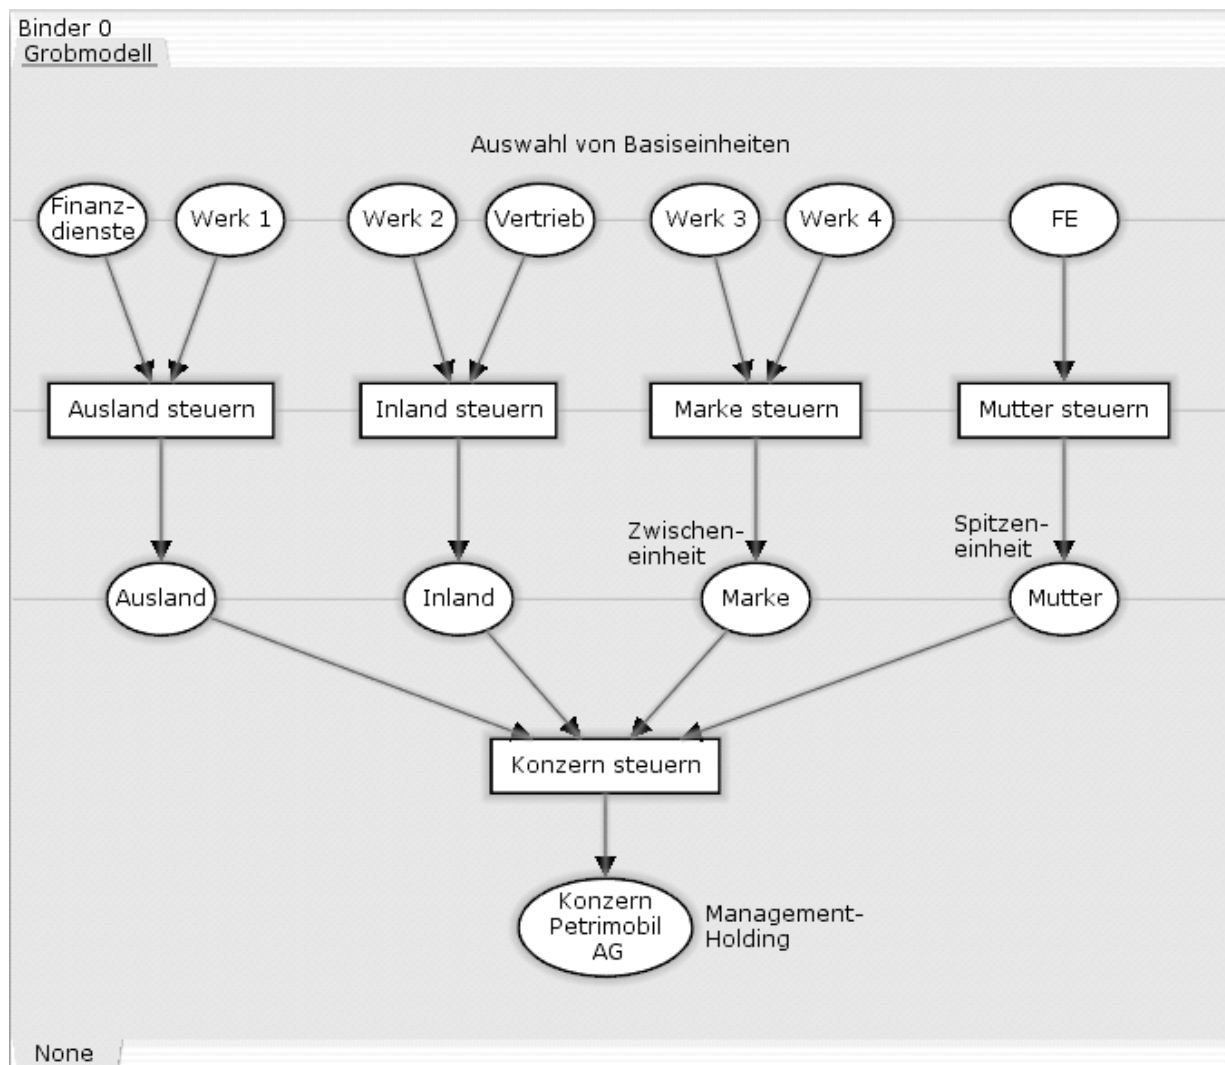 Binder 0
Grobmodell
Auswahl von Basiseinheiten
Finanz-
dienste
Werk 1
Werk 2
Vertrieb
Werk 3
Werk 4
FE
Ausland steuern
Inland steuern
Marke steuern
Mutter steuern
Zwischen-
einheit
Spitzen-
einheit
Ausland
Inland
Marke
Mutter
Konzern steuern
Konzern
Petrimobil
AG
Management-
Holding
None